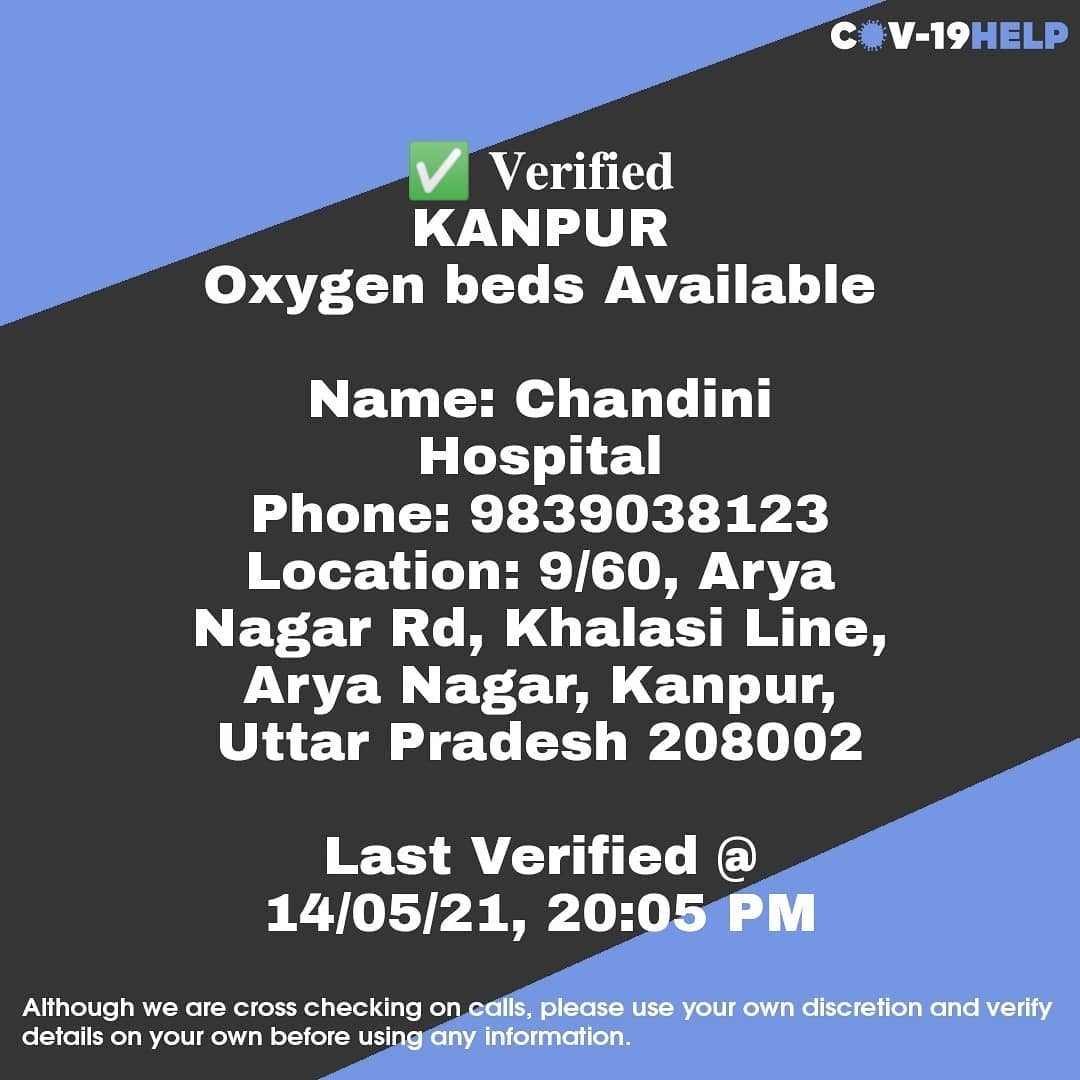 COV-19HELP
✅ Verified
KANPUR
Oxygen beds Available
Name: Chandini
Hospital
Phone: 9839038123
Location: 9/60, Arya
Nagar Rd, Khalasi Line,
Arya Nagar, Kanpur,
Uttar Pradesh 208002
Last Verified @
14/05/21, 20:05 PM
Although we are cross checking on calls, please use your own discretion and verify
details on your own before using any information.